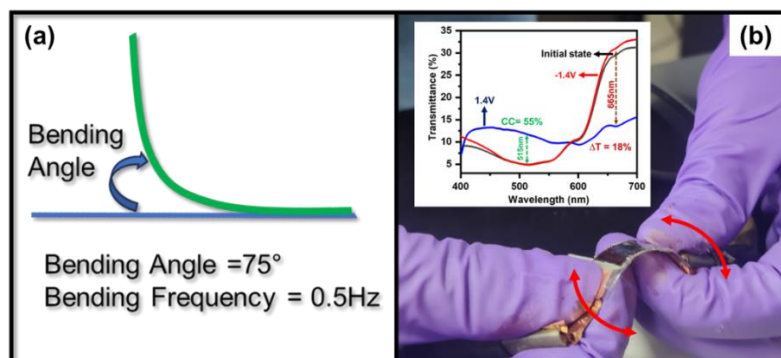 (a)
Bending
Angle
Bending Angle =75°
Bending Frequency = 0.5Hz
(b)
Transmittance (%)
35
30
25
20
15
10
5
0
Initial state
-1.4V
1.4V
CC= 55%
515nm
665nm
ΔT = 18%
400
500
600
700
Wavelength (nm)